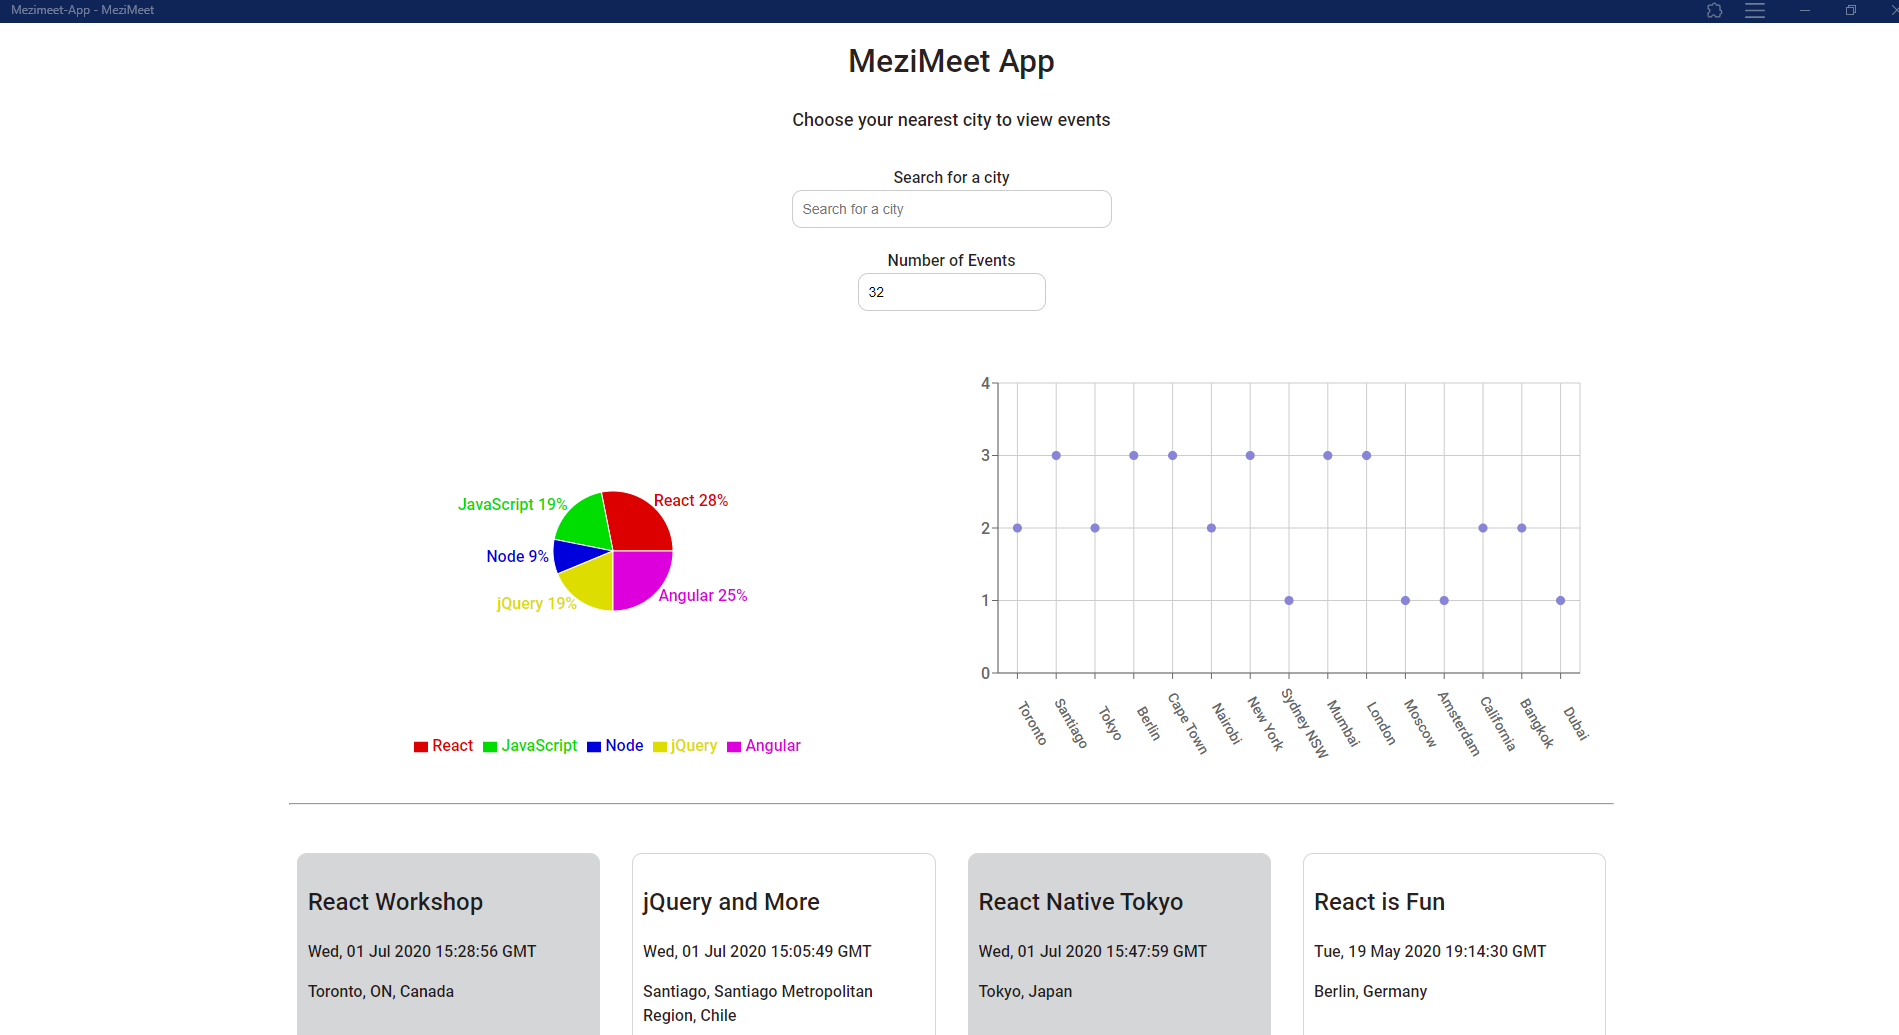 Mezimeet-App - MeziMeet
MeziMeet App
Choose your nearest city to view events
Search for a city
Search for a city
Number of Events
32
JavaScript 19%
React 28%
Node 9%
jQuery 19%
Angular 25%
React JavaScript Node jQuery Angular
4
3
2
1
0
Toronto
Santiago
Tokyo
Berlin
Cape Town
Nairobi
New York
Sydney NSW
Mumbai
London
Moscow
Amsterdam
California
Bangkok
Dubai
React Workshop
Wed, 01 Jul 2020 15:28:56 GMT
Toronto, ON, Canada
jQuery and More
Wed, 01 Jul 2020 15:05:49 GMT
Santiago, Santiago Metropolitan
Region, Chile
React Native Tokyo
Wed, 01 Jul 2020 15:47:59 GMT
Tokyo, Japan
React is Fun
Tue, 19 May 2020 19:14:30 GMT
Berlin, Germany